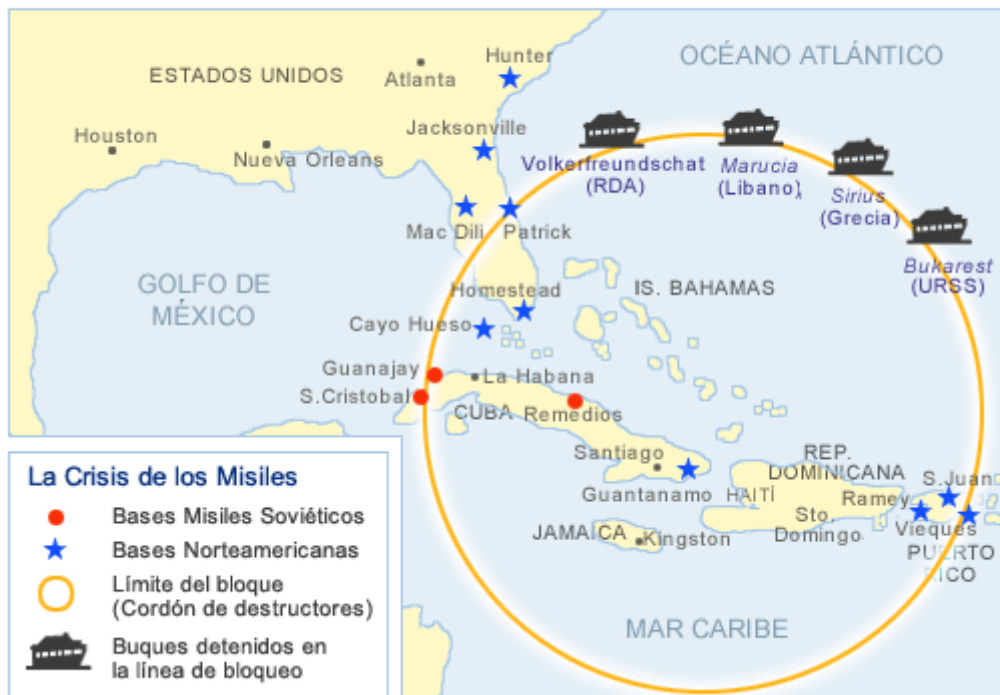 Hunter
OCÉANO ATLÁNTICO
ESTADOS UNIDOS
Atlanta
Houston
Jacksonville
Nueva Orleans
Volkerfreundschat
(RDA)
Marucia
(Libano)
Sirius
(Grecia)
Mac Dili
Patrick
Bukarest
(URSS)
GOLFO DE
MÉXICO
Homestead
IS. BAHAMAS
Cayo Hueso
Guanajay
La Habana
S.Cristobal
CUBA
Remedios
Santiago
Guantanamo
REP.
DOMINICANA
HAITÍ
S.Juan
Ramey
Sto.
Domingo
Vieques
PUERTO
RICO
JAMAICA
Kingston
MAR CARIBE
La Crisis de los Misiles
Bases Misiles Soviéticos
Bases Norteamericanas
Límite del bloque
(Cordón de destructores)
Buques detenidos en
la línea de bloqueo